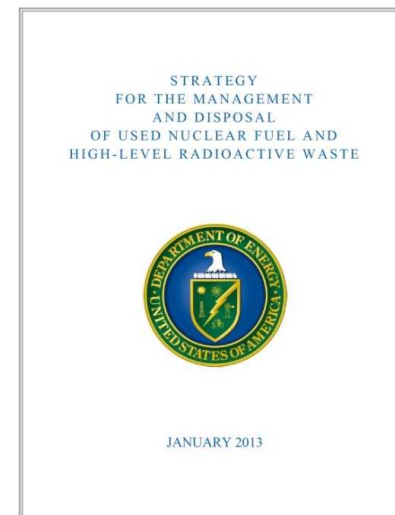 STRATEGY
FOR THE MANAGEMENT
AND DISPOSAL
OF USED NUCLEAR FUEL AND
HIGH-LEVEL RADIOACTIVE WASTE
DEPARTMENT OF ENERGY
UNITED STATES OF AMERICA
JANUARY 2013